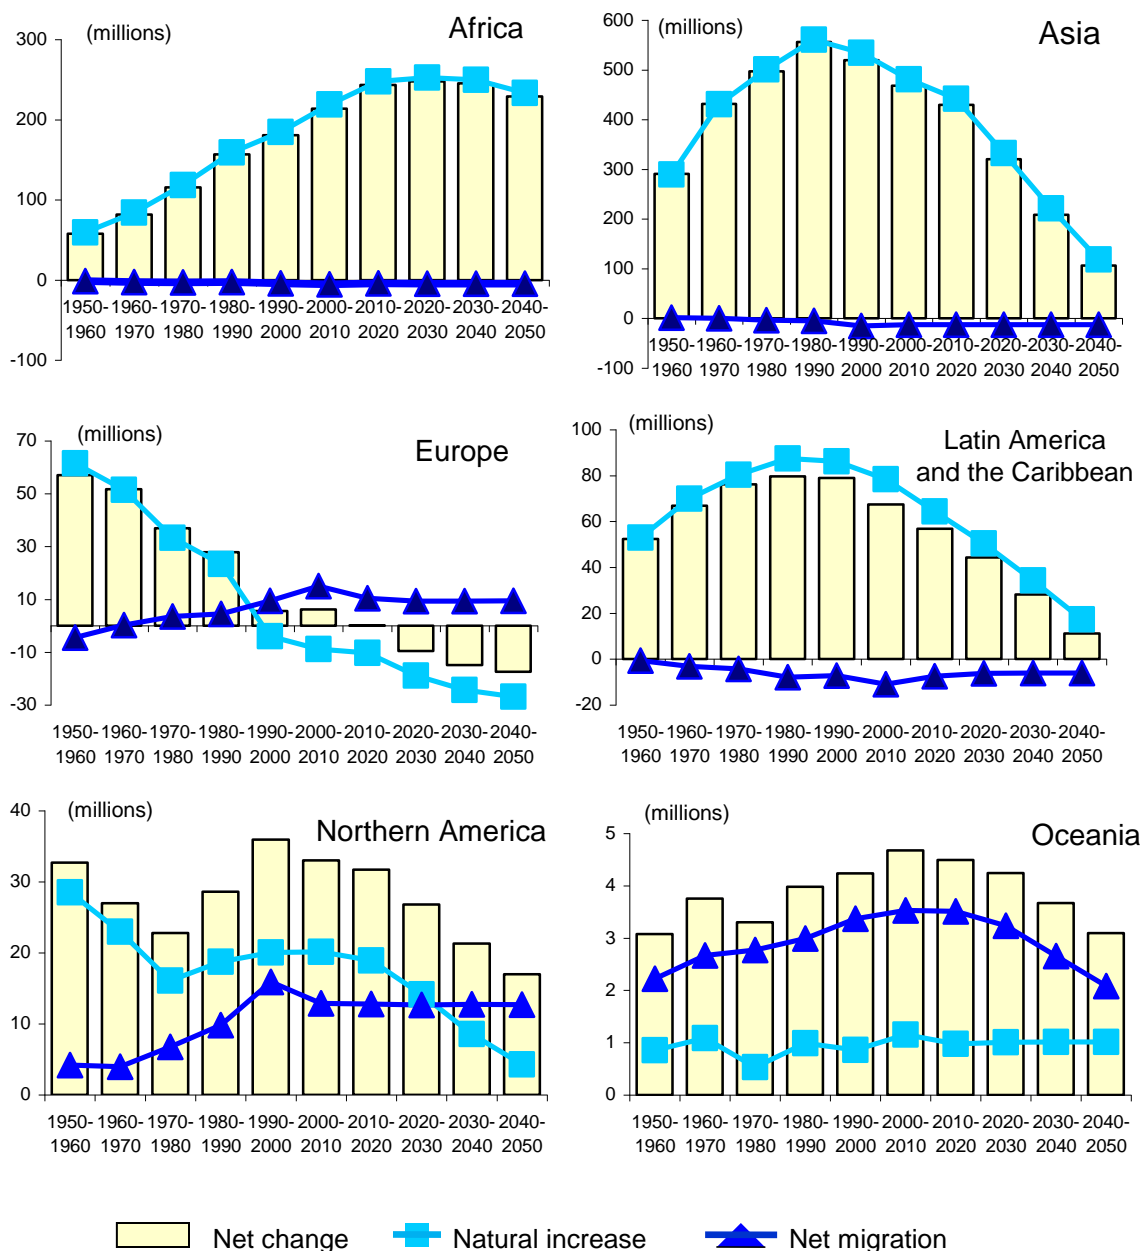 Africa
(millions)
300
200
100
0
-100
1950- 1960- 1970- 1980- 1990- 2000- 2010- 2020- 2030- 2040-
1960 1970 1980 1990 2000 2010 2020 2030 2040 2050
Asia
(millions)
600
500
400
300
200
100
0
-100
1950- 1960- 1970- 1980- 1990- 2000- 2010- 2020- 2030- 2040-
1960 1970 1980 1990 2000 2010 2020 2030 2040 2050
Europe
(millions)
70
50
30
10
-10
-30
1950- 1960- 1970- 1980- 1990- 2000- 2010- 2020- 2030- 2040-
1960 1970 1980 1990 2000 2010 2020 2030 2040 2050
Latin America
and the Caribbean
(millions)
100
80
60
40
20
0
-20
1950- 1960- 1970- 1980- 1990- 2000- 2010- 2020- 2030- 2040-
1960 1970 1980 1990 2000 2010 2020 2030 2040 2050
Northern America
(millions)
40
30
20
10
0
1950- 1960- 1970- 1980- 1990- 2000- 2010- 2020- 2030- 2040-
1960 1970 1980 1990 2000 2010 2020 2030 2040 2050
Oceania
(millions)
5
4
3
2
1
0
1950- 1960- 1970- 1980- 1990- 2000- 2010- 2020- 2030- 2040-
1960 1970 1980 1990 2000 2010 2020 2030 2040 2050
Net change Natural increase Net migration